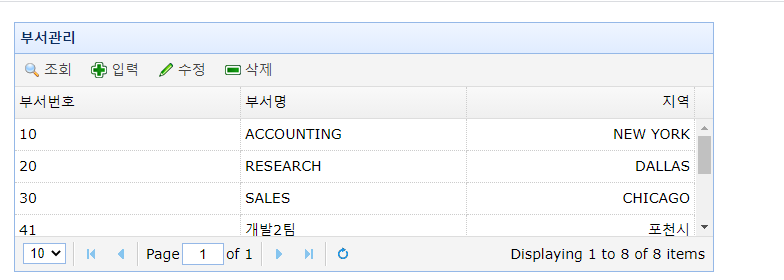 부서관리
조회 입력 수정 삭제
부서번호 부서명 지역
10 ACCOUNTING NEW YORK
20 RESEARCH DALLAS
30 SALES CHICAGO
41 개발2팀 포천시
10 Page 1 of 1 Displaying 1 to 8 of 8 items